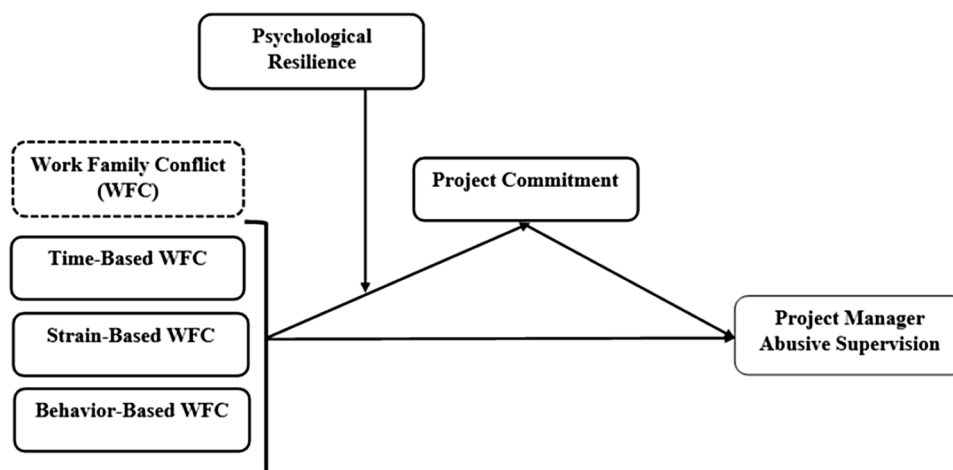 Psychological
Resilience
Work Family Conflict
(WFC)
Project Commitment
Time-Based WFC
Strain-Based WFC
Project Manager
Abusive Supervision
Behavior-Based WFC